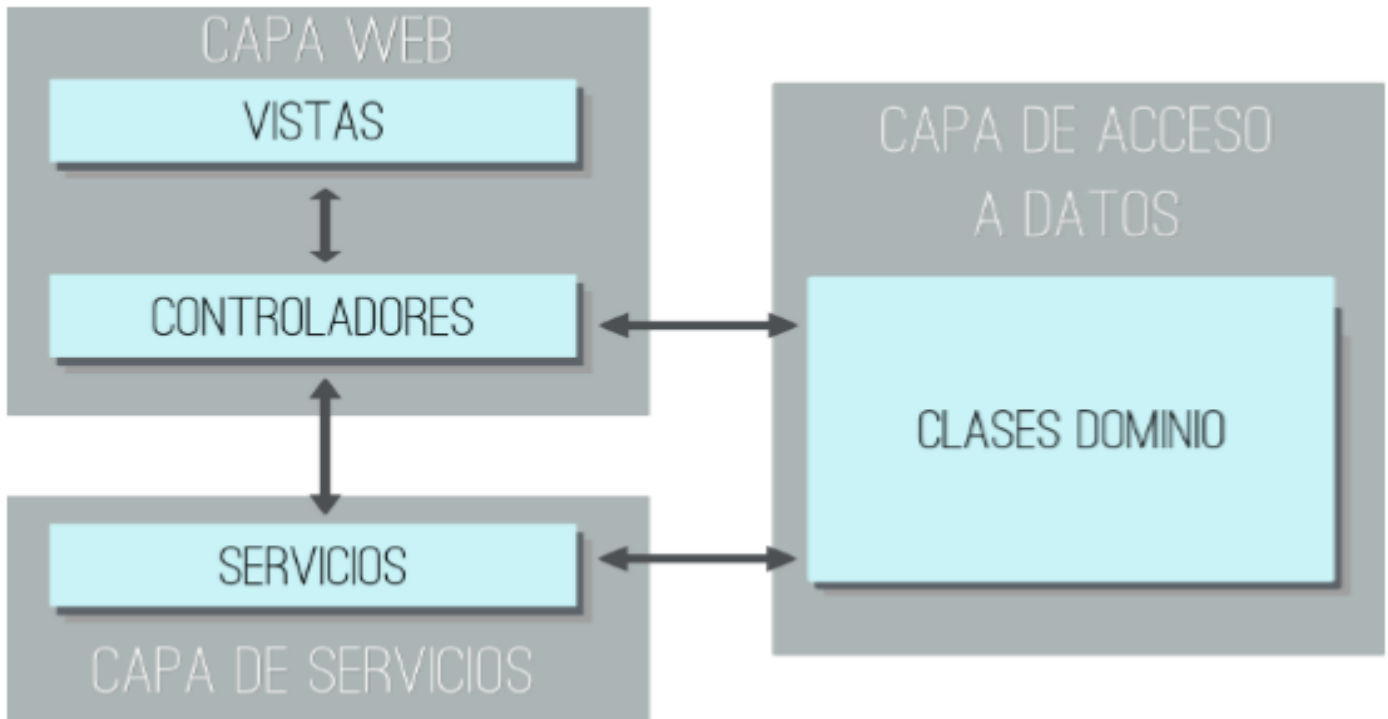 CAPA WEB
VISTAS
CONTROLADORES
SERVICIOS
CAPA DE SERVICIOS
CAPA DE ACCESO
A DATOS
CLASES DOMINIO